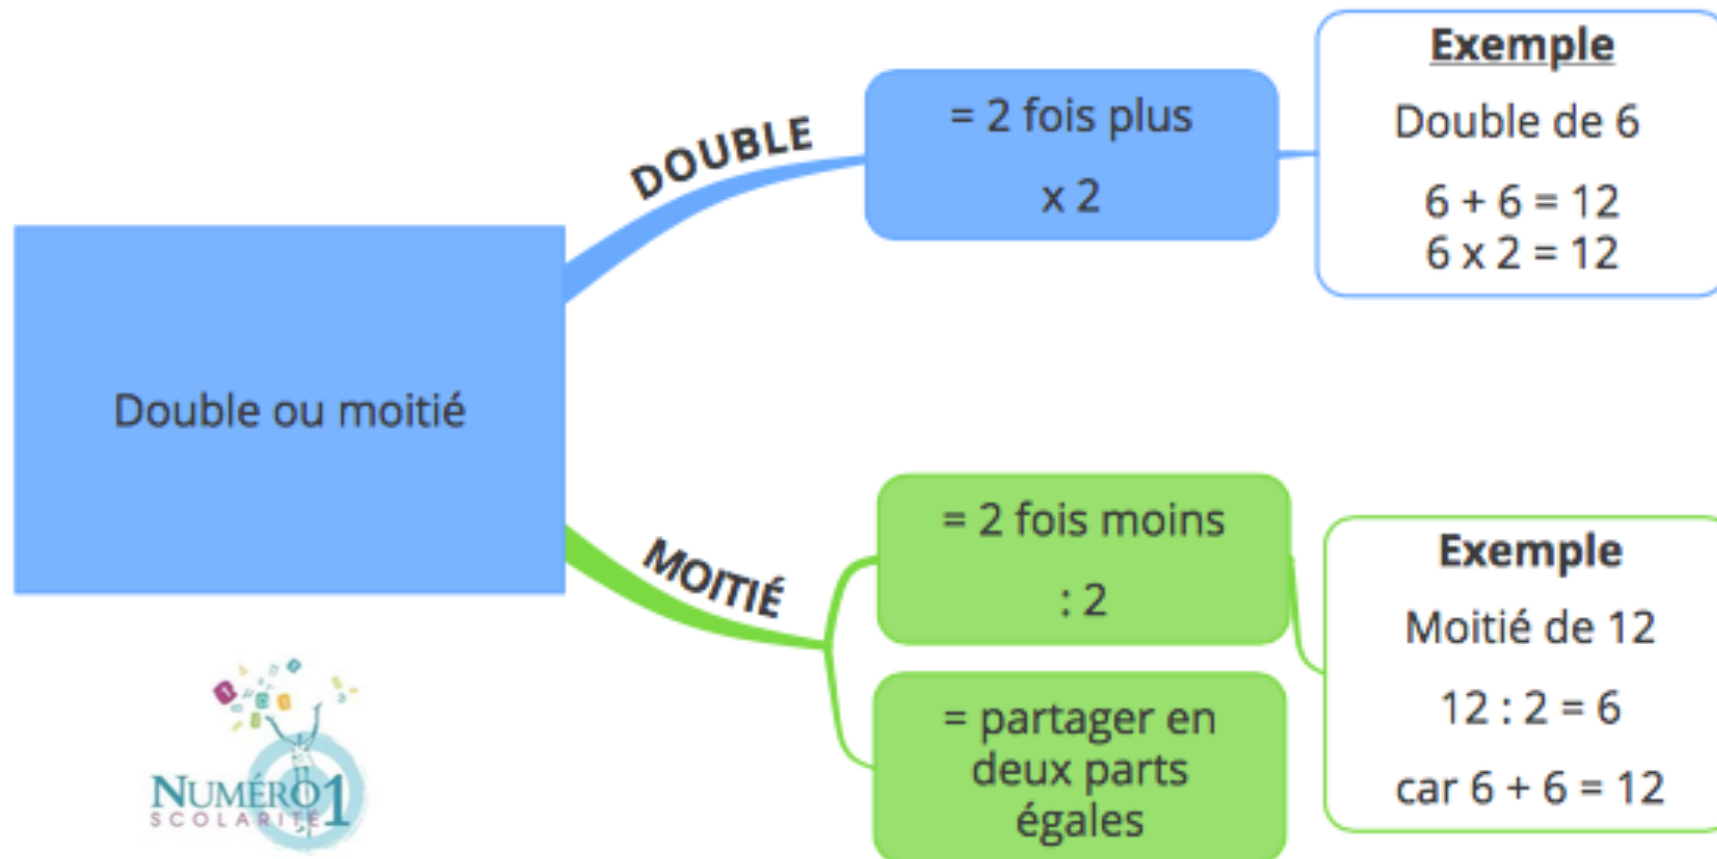 Double ou moitié
DOUBLE
= 2 fois plus
x 2
Exemple
Double de 6
6 + 6 = 12
6 x 2 = 12
MOITIÉ
= 2 fois moins
: 2
= partager en
deux parts
égales
Exemple
Moitié de 12
12 : 2 = 6
car 6 + 6 = 12
NUMÉRO1
SCOLARITÉ